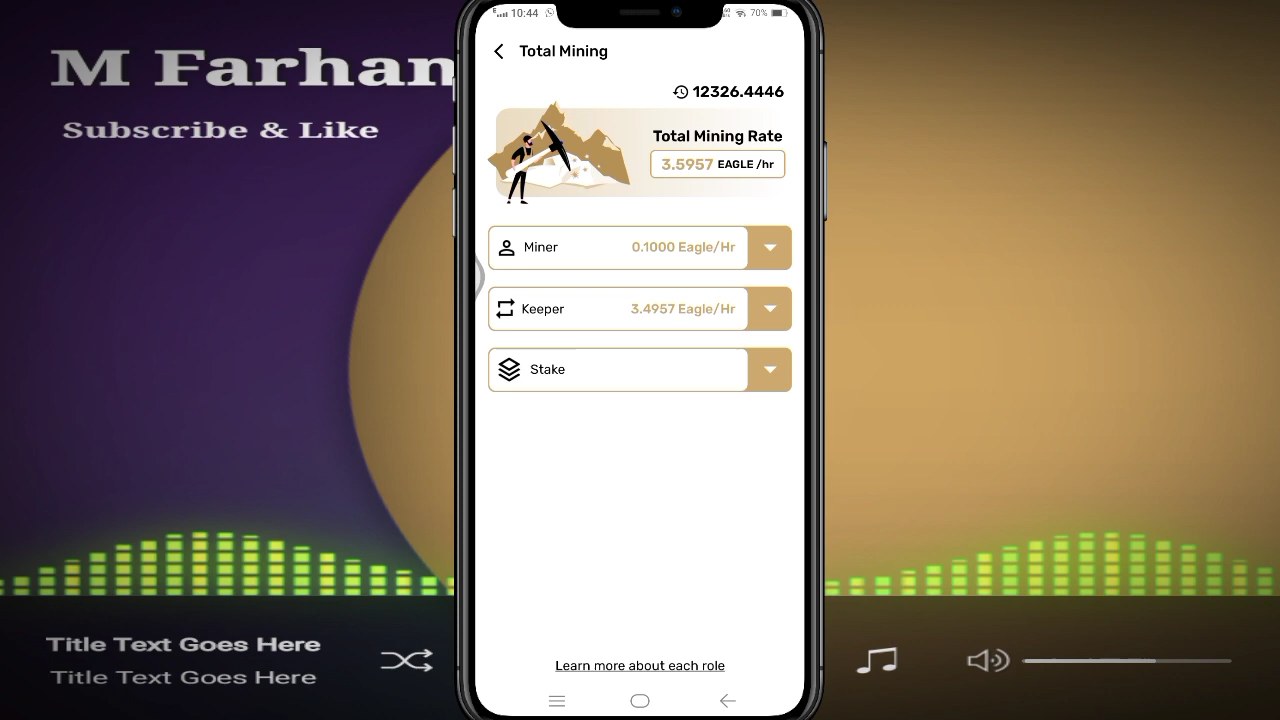 M Farhan
Subscribe & Like
10:44
70%
Total Mining
12326.4446
Total Mining Rate
3.5957 EAGLE /hr
Miner 0.1000 Eagle/Hr
Keeper 3.4957 Eagle/Hr
Stake
Learn more about each role
Title Text Goes Here
Title Text Goes Here